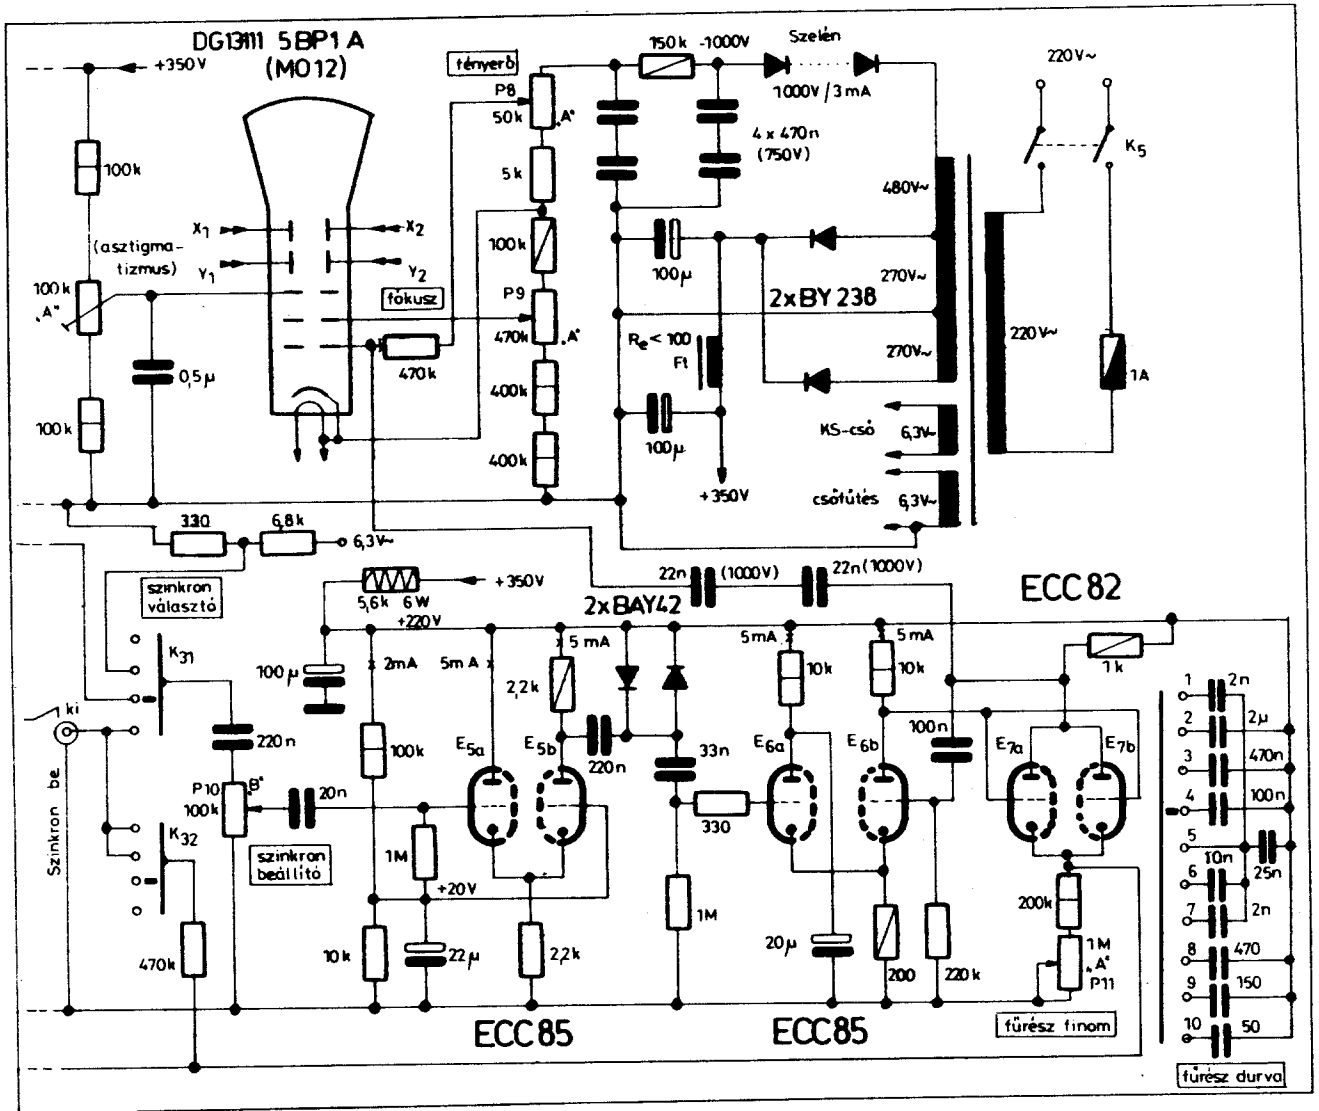 DG13111 5BP1A
(MO12)
+350V
tényerő
P8
50k
„A"
150k
-1000V
Szelén
1000V/3mA
220V~
K5
4 x 470n
(750V)
100k
5k
480V~
X1
X2
(asztigma-
tizmus)
Y1
Y2
100k
100µ
270V~
100k
„A"
fókusz
P9
470k
„A"
2xBY 238
Re < 100
Ft
270V~
220V~
1A
0,5µ
470k
400k
100k
400k
100µ
KS-cső
6,3V~
+350V
csőfűtés
6,3V~
330
6,8k
6,3V~
szinkron
választó
5,6k
6W
+350V
+220V
22n
(1000V)
22n
(1000V)
2xBAY42
ECC 82
K31
100µ
2mA
5mA
5mA
2,2k
5mA
10k
5mA
10k
1k
ki
Szinkron be
220n
100k
E5a
E5b
220n
33n
E6a
E6b
100n
E7a
E7b
P10
„B"
100k
20n
K32
szinkron
beállító
1M
+20V
330
470k
10k
22µ
2,2k
1M
20µ
200
220k
200k
1M
„A"
P11
ECC 85
ECC 85
fűrész finom
1
2n
2
2µ
3
470n
4
100n
5
10n
25n
6
7
2n
8
470
9
150
10
50
fűrész durva